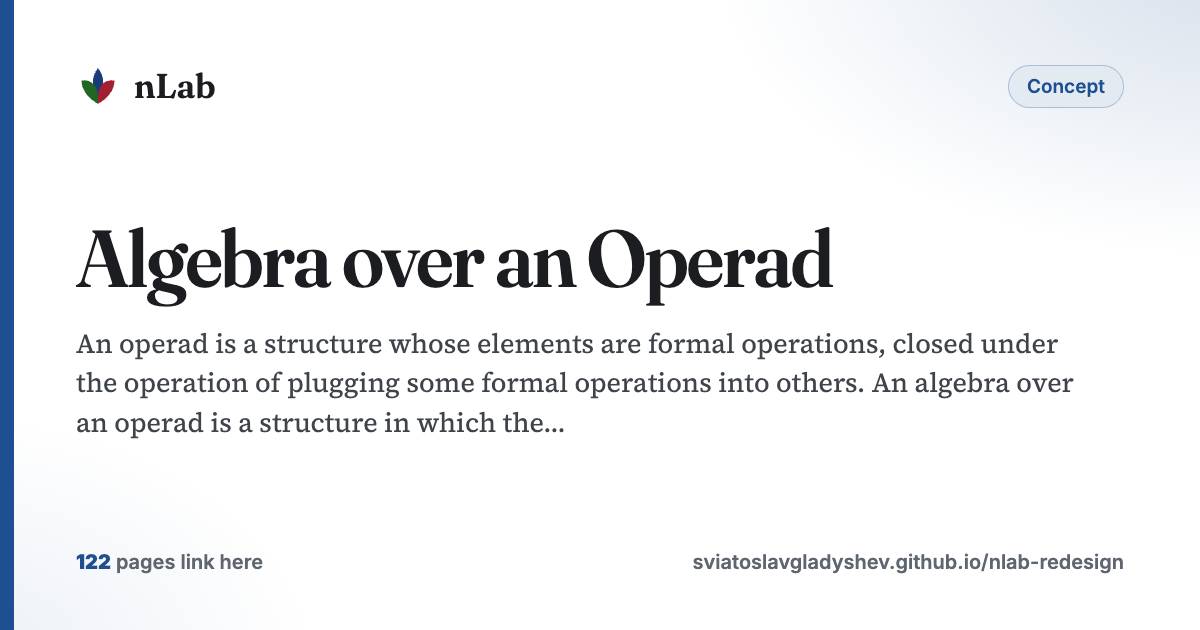 nLab
Concept
Algebra over an Operad
An operad is a structure whose elements are formal operations, closed under
the operation of plugging some formal operations into others. An algebra over
an operad is a structure in which the...
122 pages link here
sviatoslavgladyshev.github.io/nlab-redesign